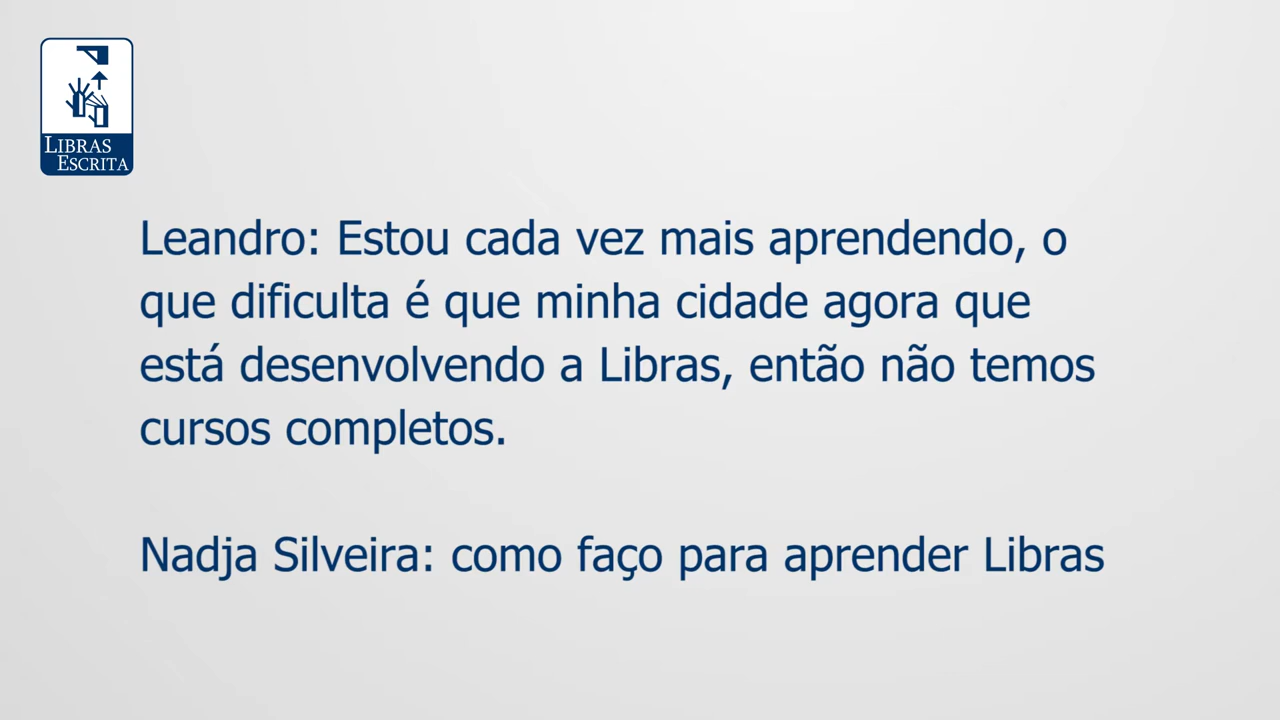 LIBRAS
ESCRITA
Leandro: Estou cada vez mais aprendendo, o
que dificulta é que minha cidade agora que
está desenvolvendo a Libras, então não temos
cursos completos.
Nadja Silveira: como faço para aprender Libras